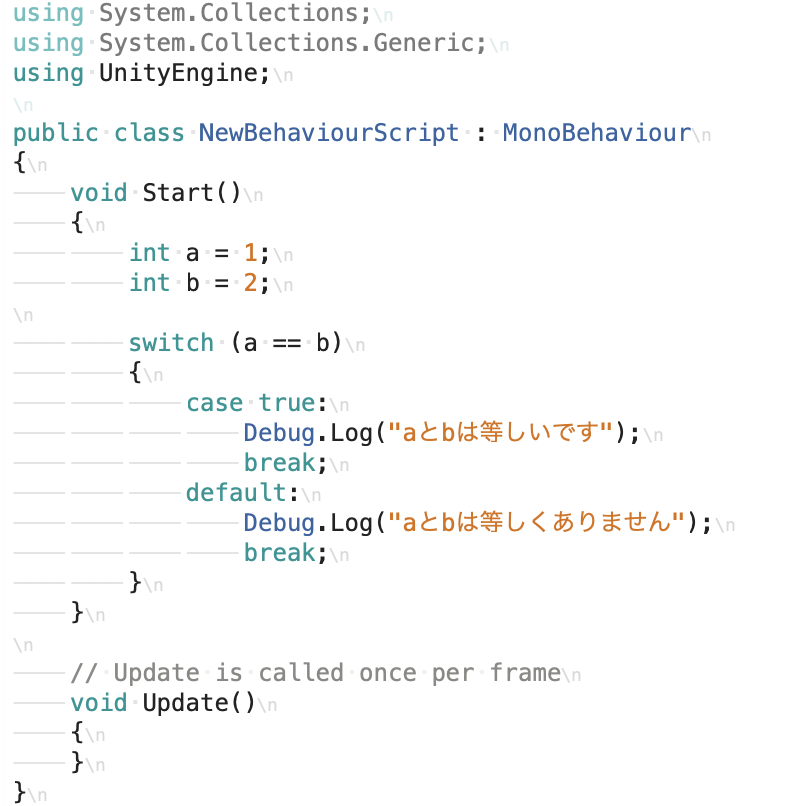 using System.Collections;\n
using System.Collections.Generic;\n
using UnityEngine;\n
\n
public class NewBehaviourScript : MonoBehaviour\n
{\n
void Start()\n
{\n
int a = 1;\n
int b = 2;\n
\n
switch (a == b)\n
{\n
case true:\n
Debug.Log("aとbは等しいです");\n
break;\n
default:\n
Debug.Log("aとbは等しくありません");\n
break;\n
}\n
}\n
\n
// Update is called once per frame\n
void Update()\n
{\n
}\n
}\n